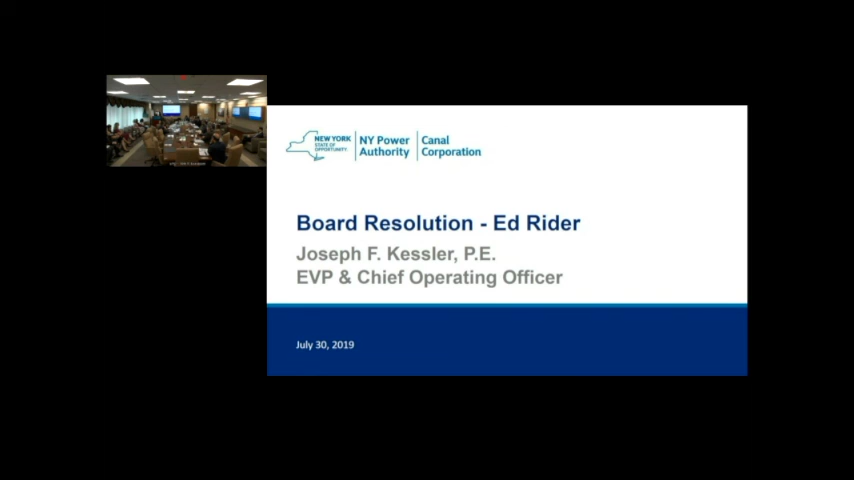 NEW YORK
STATE OF
OPPORTUNITY.
NY Power
Authority
Canal
Corporation
Board Resolution - Ed Rider
Joseph F. Kessler, P.E.
EVP & Chief Operating Officer
July 30, 2019